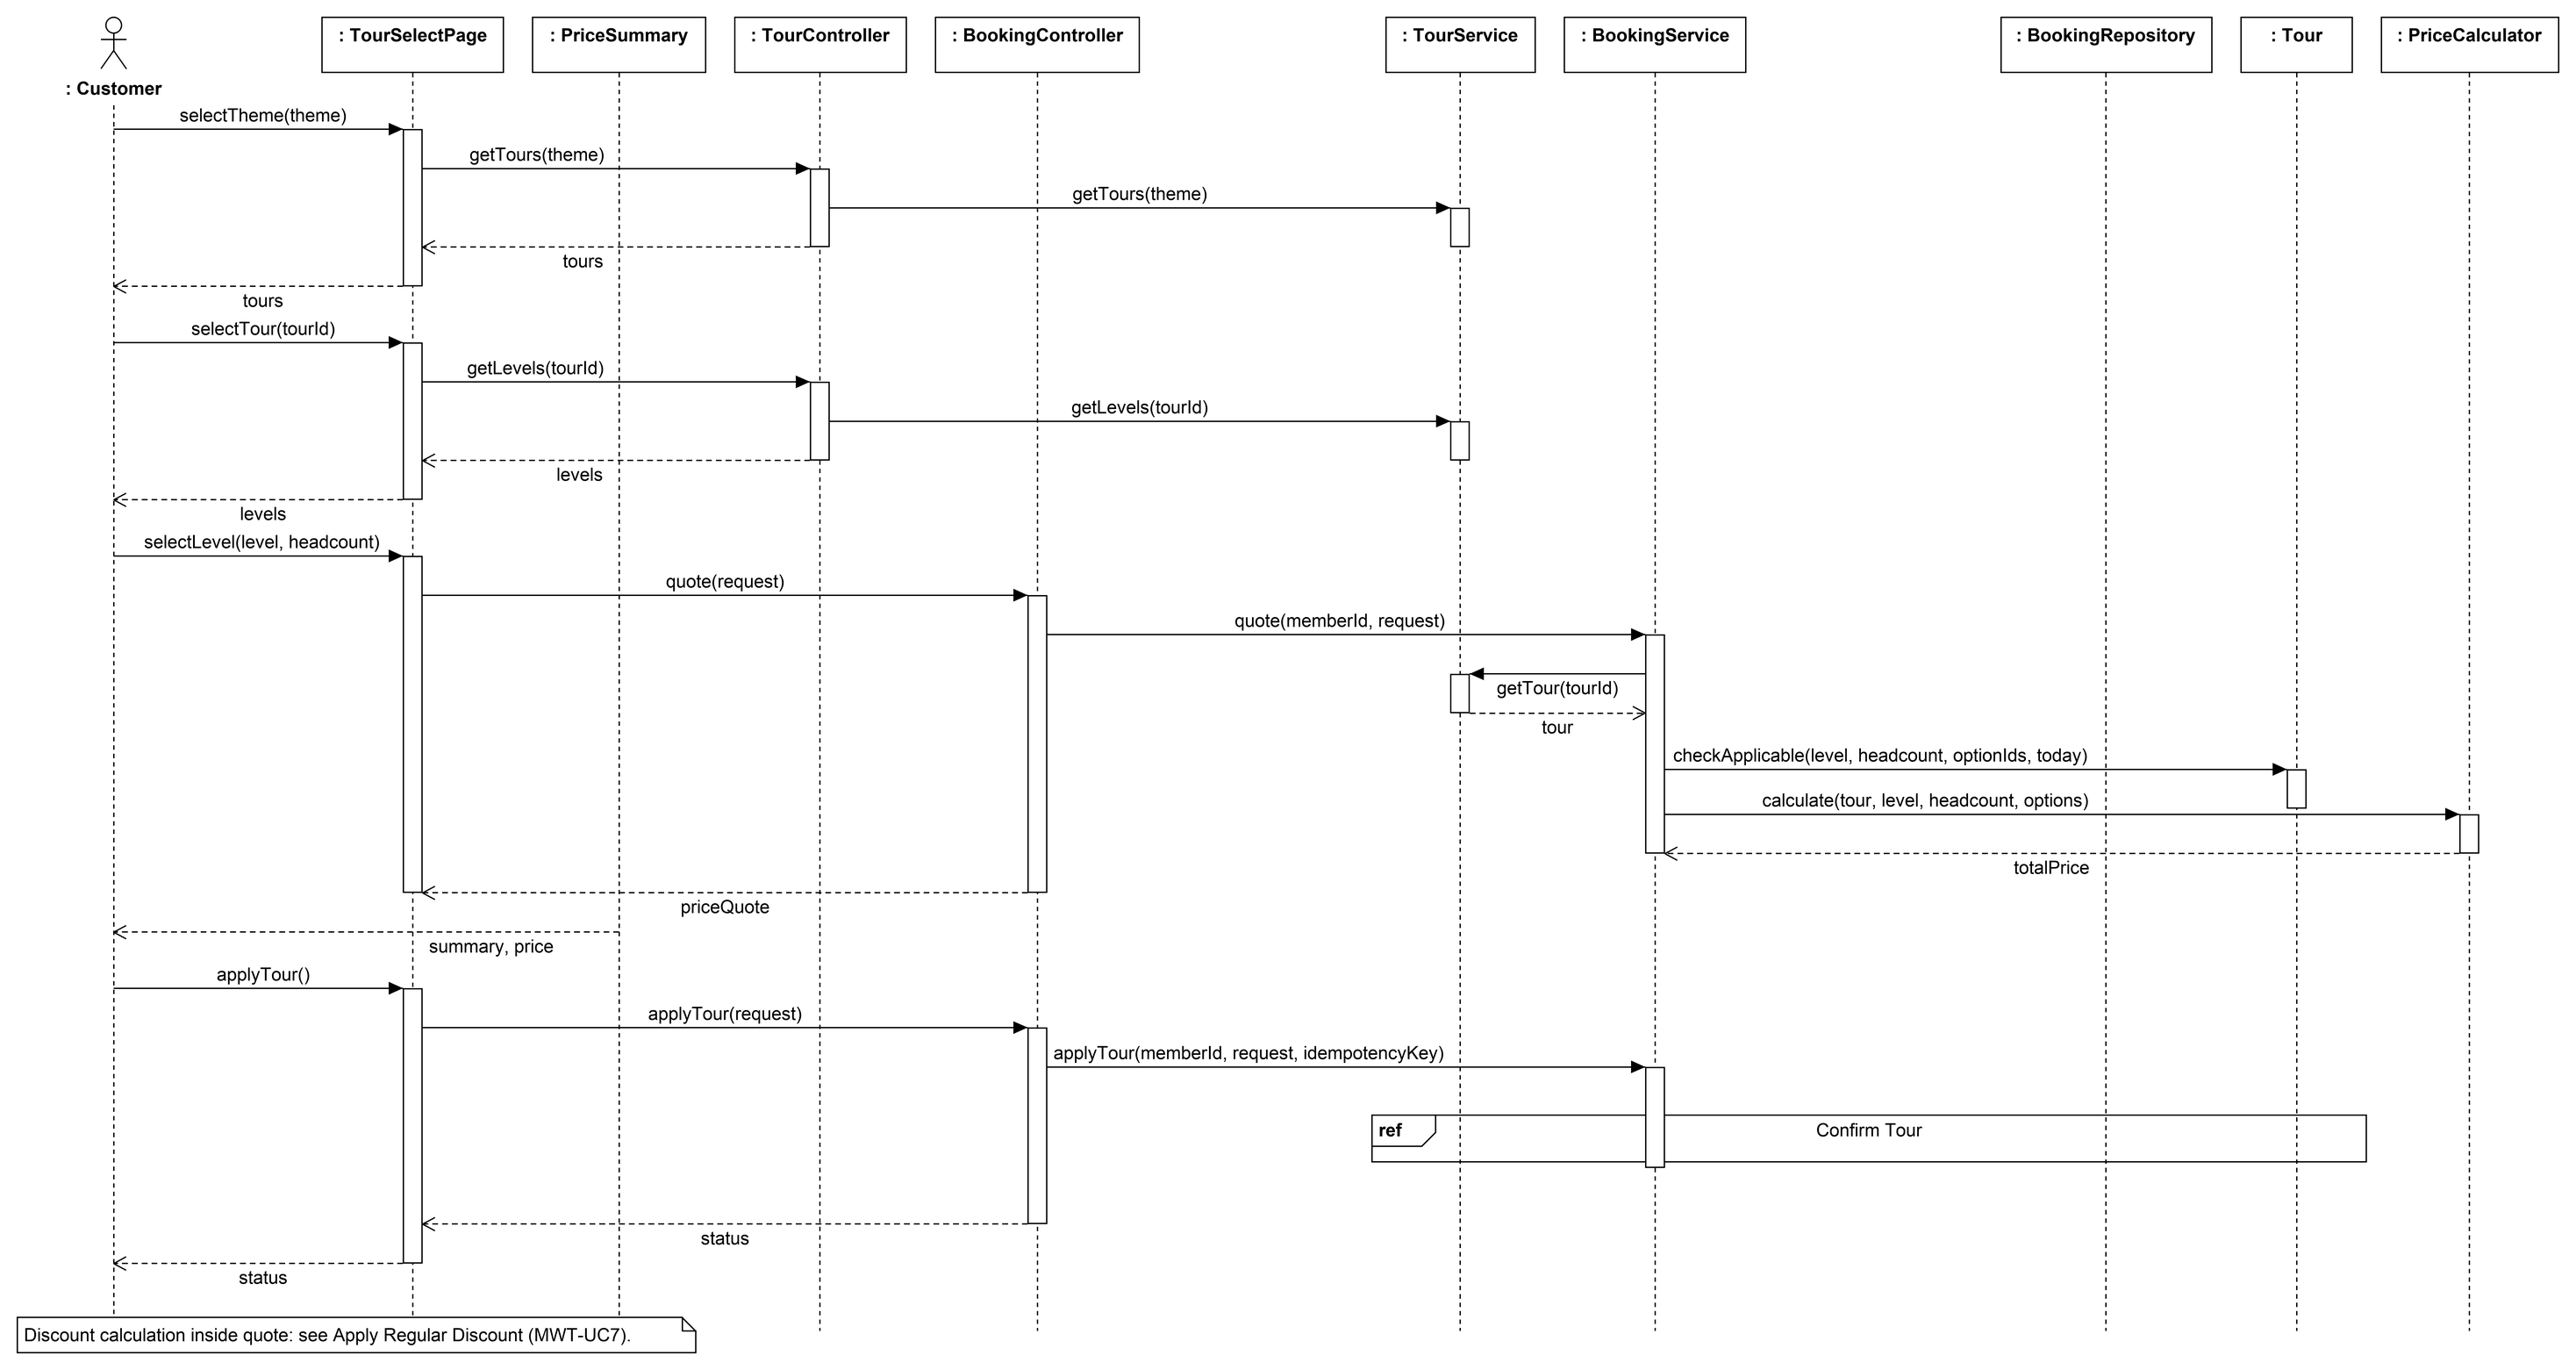 : Customer
: TourSelectPage
: PriceSummary
: TourController
: BookingController
: TourService
: BookingService
: BookingRepository
: Tour
: PriceCalculator
selectTheme(theme)
getTours(theme)
getTours(theme)
tours
tours
selectTour(tourId)
getLevels(tourId)
getLevels(tourId)
levels
levels
selectLevel(level, headcount)
quote(request)
quote(memberId, request)
getTour(tourId)
tour
checkApplicable(level, headcount, optionIds, today)
calculate(tour, level, headcount, options)
totalPrice
priceQuote
summary, price
applyTour()
applyTour(request)
applyTour(memberId, request, idempotencyKey)
ref
Confirm Tour
status
status
Discount calculation inside quote: see Apply Regular Discount (MWT-UC7).